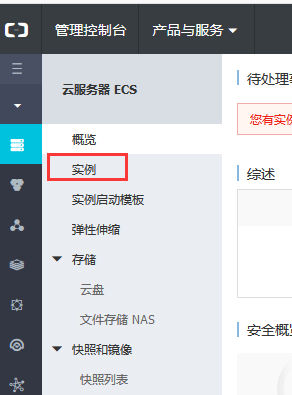 管理控制台 产品与服务
云服务器 ECS
概览
实例
实例启动模板
弹性伸缩
存储
云盘
文件存储 NAS
快照和镜像
快照列表
待处理
您有实例
综述
安全概